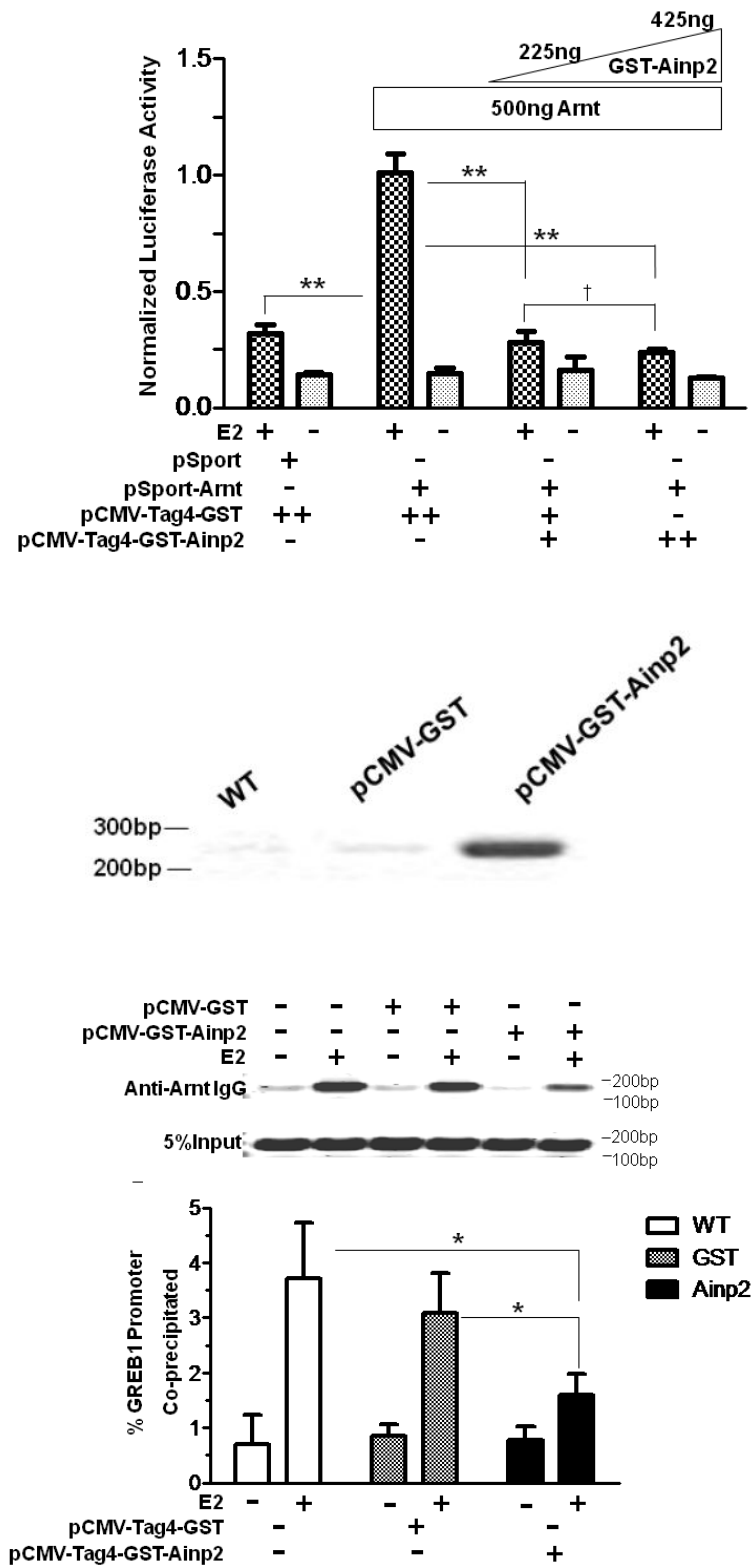 425ng
225ng
GST-Ainp2
500ng Arnt
Normalized Luciferase Activity
1.5
1.0
0.5
0.0
**
**
**
†
E2 + - + - + - + -
pSport + - - -
pSport-Arnt - + + +
pCMV-Tag4-GST ++ ++ + -
pCMV-Tag4-GST-Ainp2 - - + ++
WT
pCMV-GST
pCMV-GST-Ainp2
300bp
200bp
pCMV-GST - - + + - -
pCMV-GST-Ainp2 - - - - + +
E2 - + - + - +
Anti-Arnt IgG
200bp
100bp
5%Input
200bp
100bp
% GREB1 Promoter
Co-precipitated
5
4
3
2
1
0
*
*
WT
GST
Ainp2
E2 - + - + - +
pCMV-Tag4-GST - + -
pCMV-Tag4-GST-Ainp2 - - +